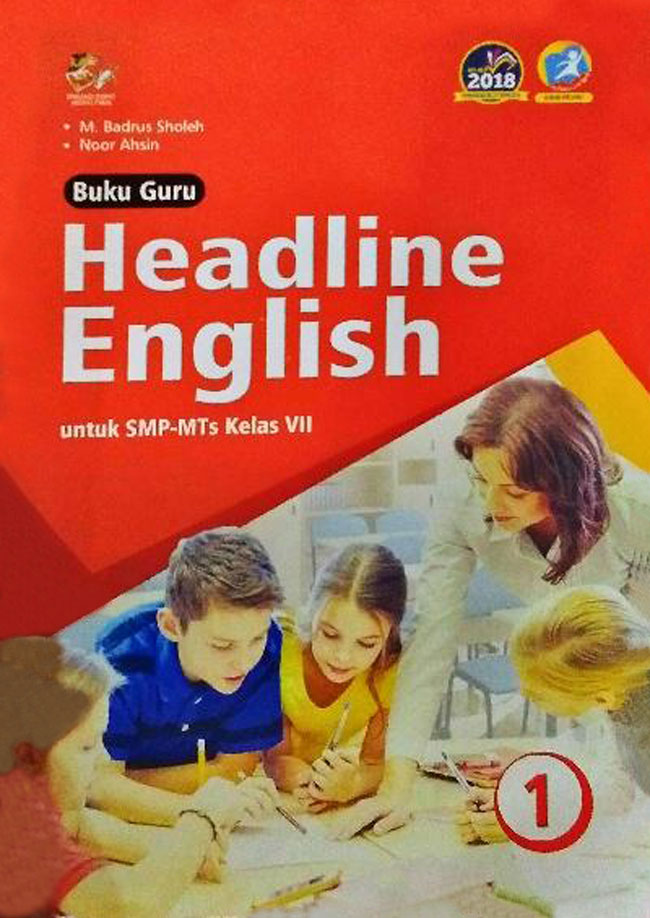 • M. Badrus Sholeh
• Noor Ahsin
2018
Buku Guru
Headline
English
untuk SMP-MTs Kelas VII
1